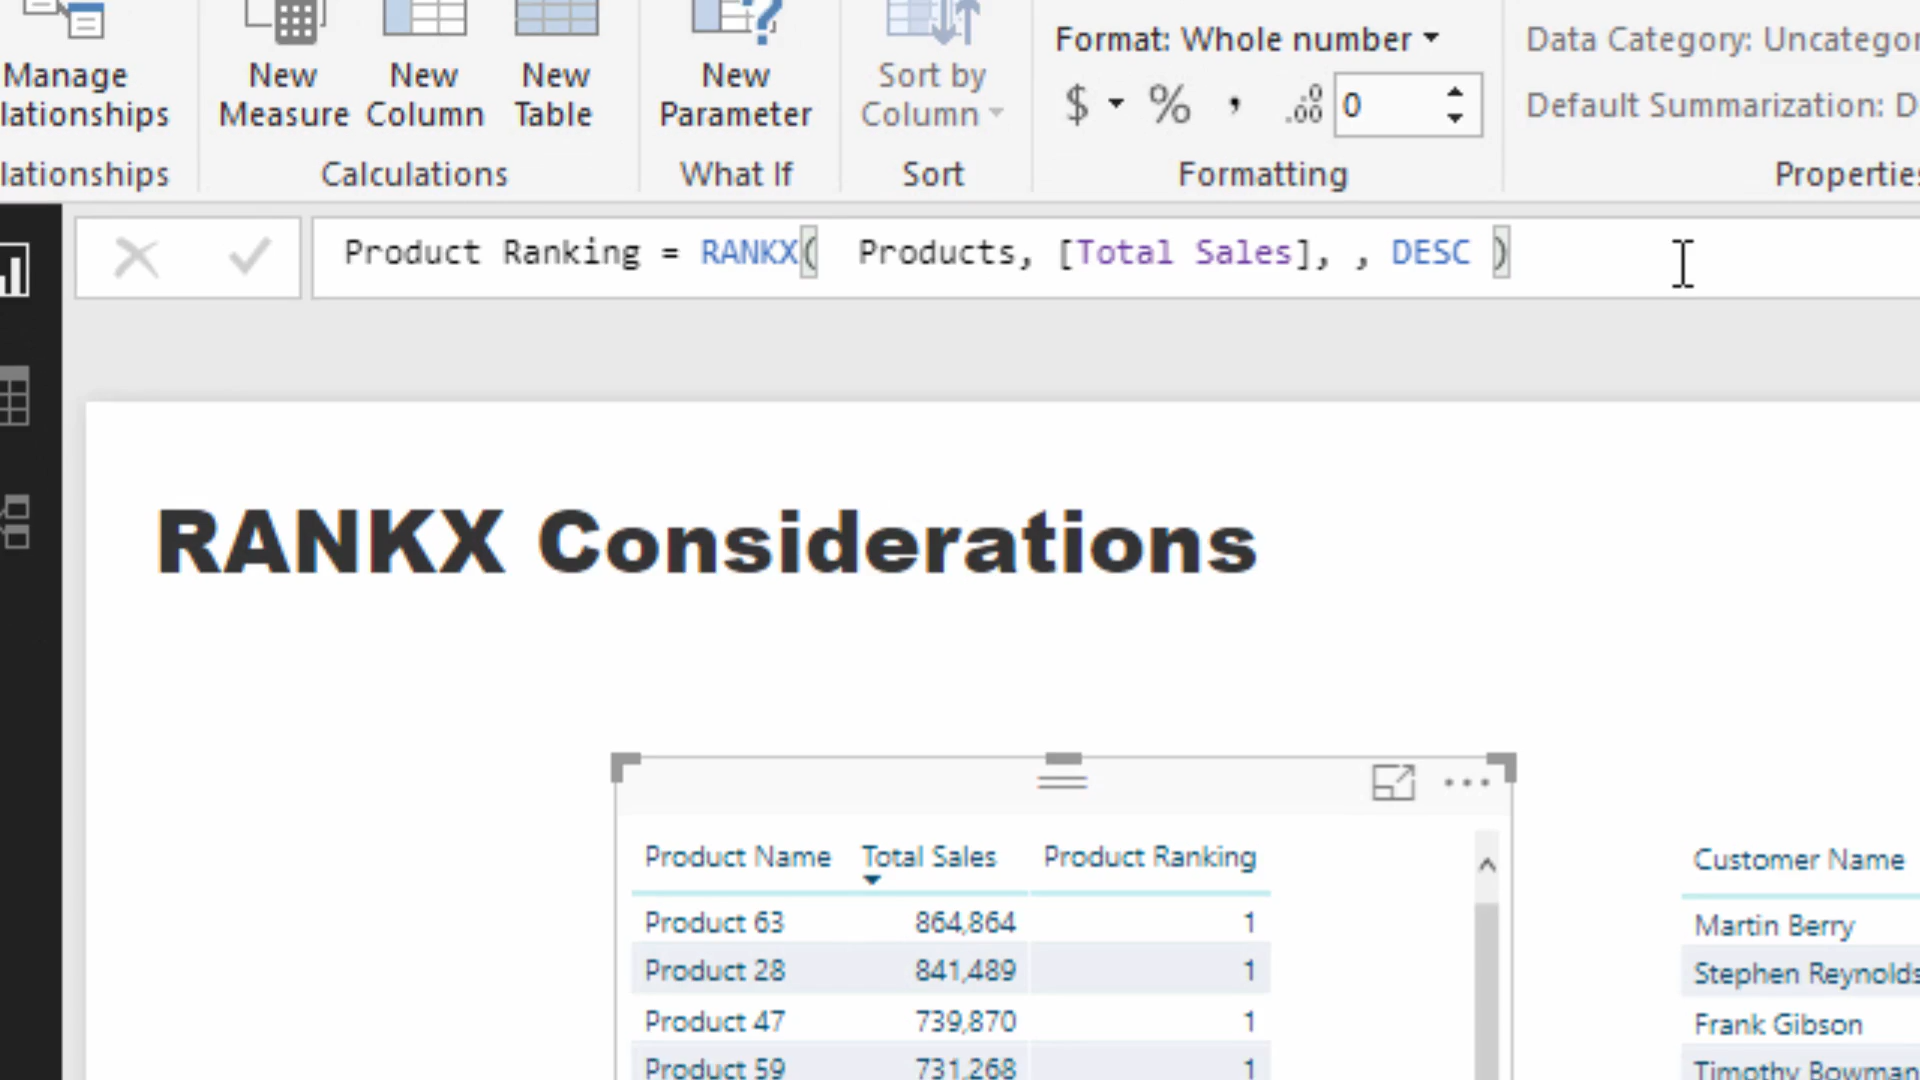 Manage
lationships
New
Measure
New
Column
New
Table
New
Parameter
Sort by
Column
Format: Whole number
$ % , .00 0
Data Category: Uncategor
Default Summarization: D
lationships
Calculations
What If
Sort
Formatting
Properties
Product Ranking = RANKX( Products, [Total Sales], , DESC )
RANKX Considerations
Product Name Total Sales Product Ranking
Product 63 864,864 1
Product 28 841,489 1
Product 47 739,870 1
Product 59 731,268 1
Customer Name
Martin Berry
Stephen Reynolds
Frank Gibson
Timothy Bowman